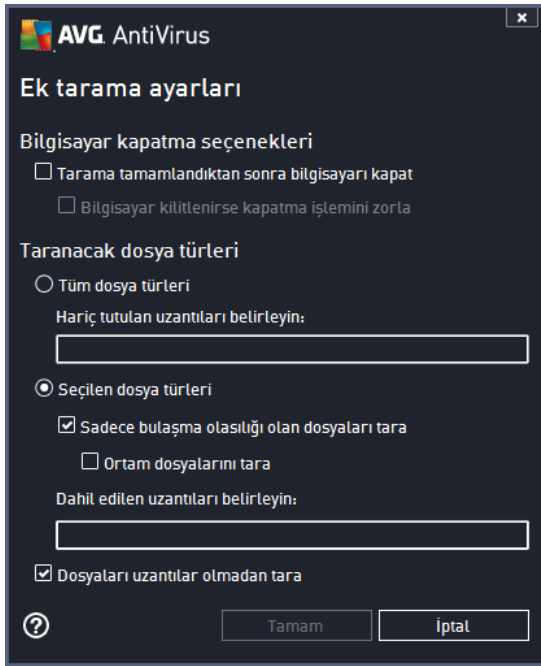 AVG AntiVirus
Ek tarama ayarları
Bilgisayar kapatma seçenekleri
Tarama tamamlandıktan sonra bilgisayarı kapat
Bilgisayar kilitlenirse kapatma işlemini zorla
Taranacak dosya türleri
Tüm dosya türleri
Hariç tutulan uzantıları belirleyin:
Seçilen dosya türleri
Sadece bulaşma olasılığı olan dosyaları tara
Ortam dosyalarını tara
Dahil edilen uzantıları belirleyin:
Dosyaları uzantılar olmadan tara
Tamam
İptal